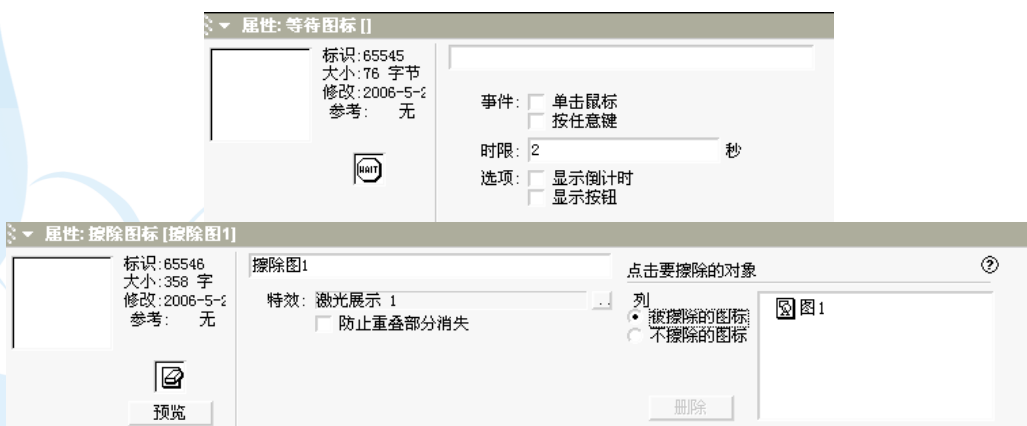 属性: 等待图标 []
标识:65545
大小:76 字节
修改:2006-5-2
参考: 无
WAIT
事件: 单击鼠标
按任意键
时限: 2 秒
选项: 显示倒计时
显示按钮
属性: 擦除图标 [擦除图1]
标识:65546
大小:358 字
修改:2006-5-2
参考: 无
预览
擦除图1
特效: 激光展示 1 ..
防止重叠部分消失
点击要擦除的对象
列
被擦除的图标
不擦除的图标
删除
图1
?